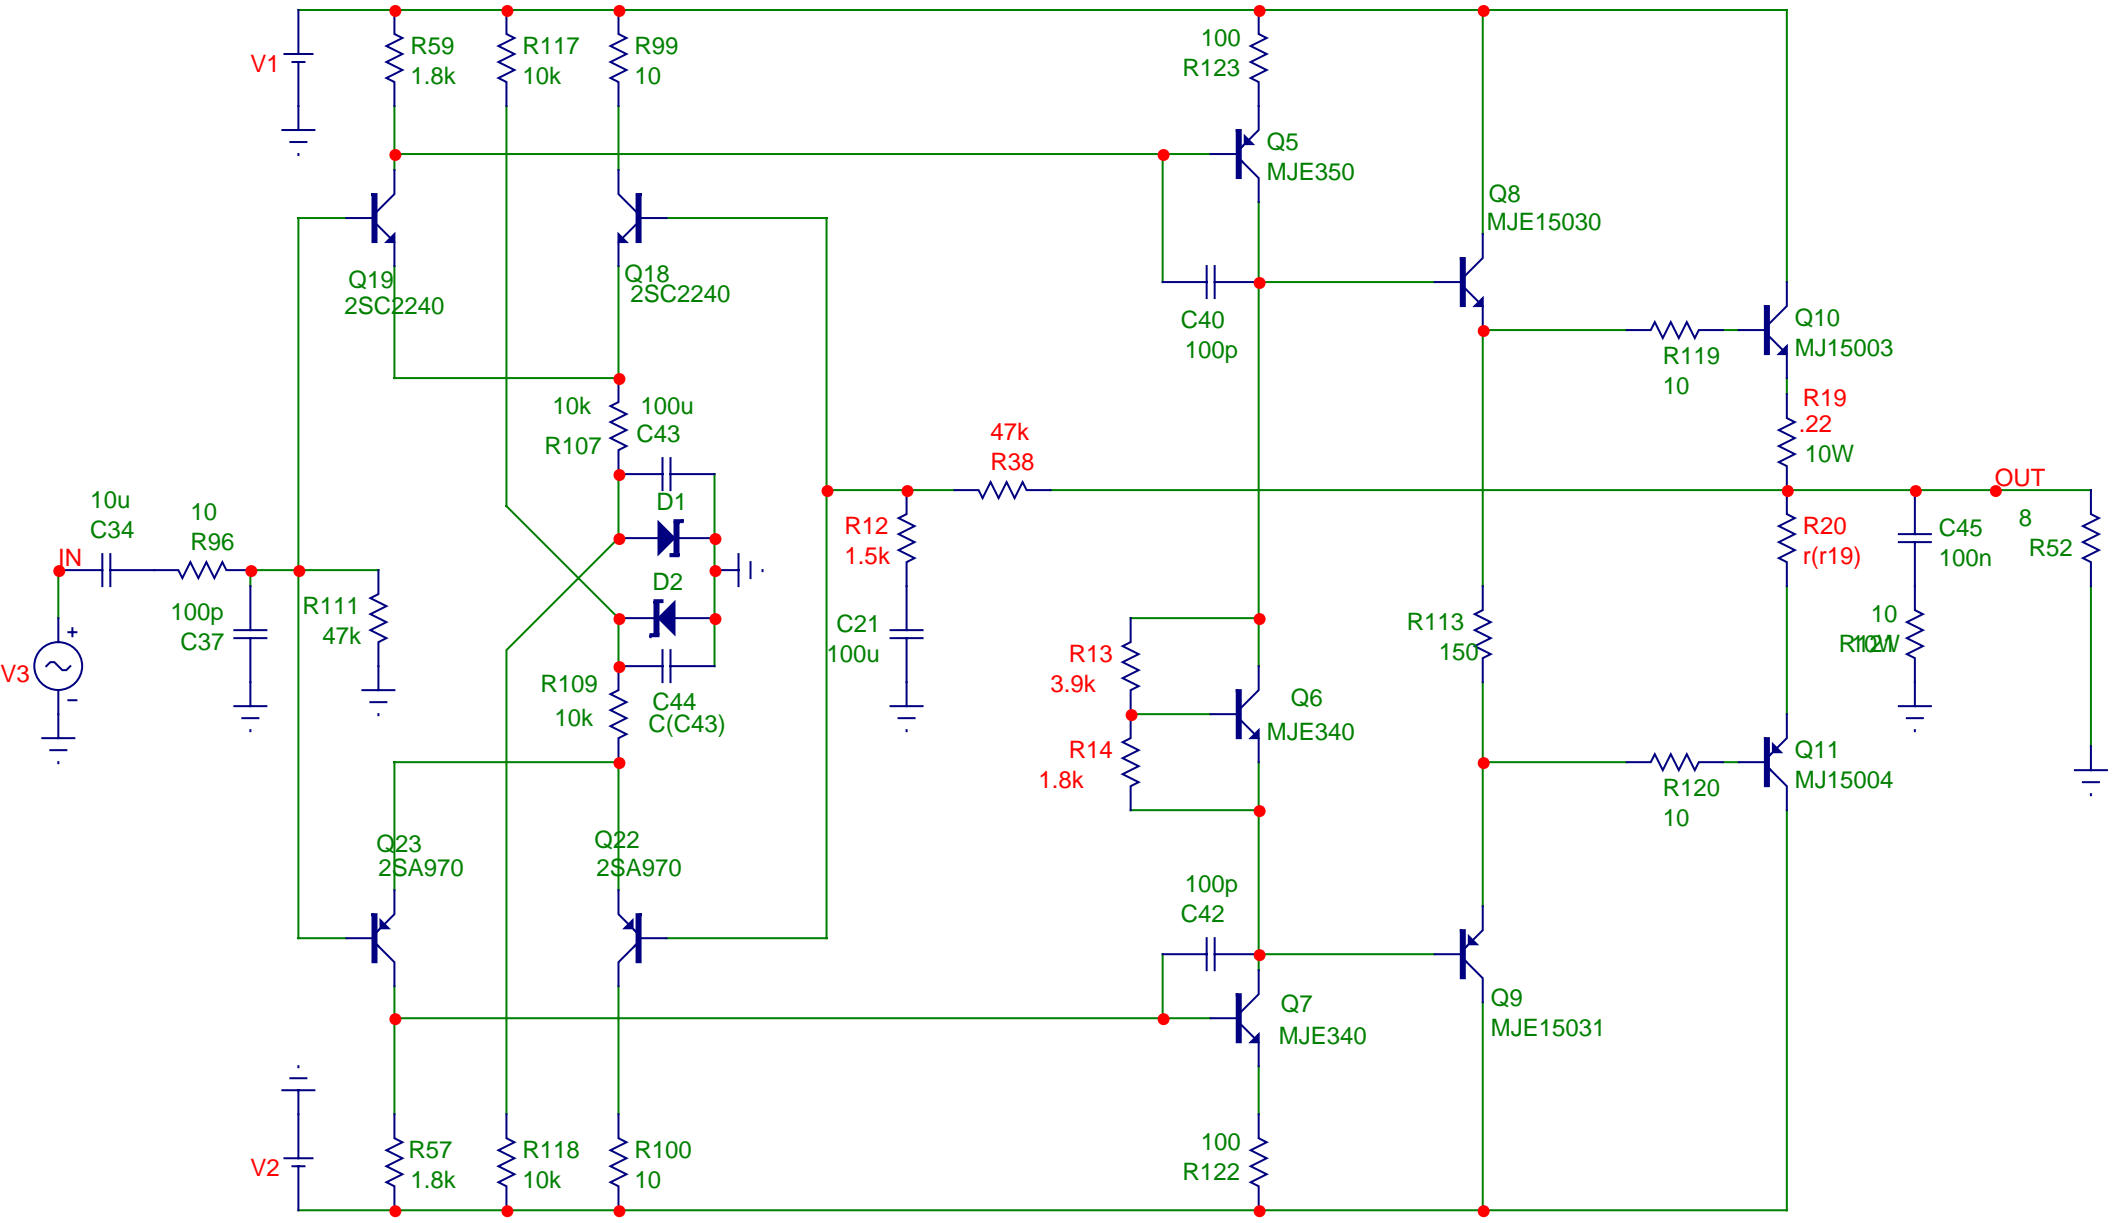 V1
R59
1.8k
R117
10k
R99
10
100
R123
Q5
MJE350
Q8
MJE15030
Q19
2SC2240
Q18
2SC2240
C40
100p
Q10
MJ15003
R119
10
R19
.22
10W
10k
R107
100u
C43
47k
R38
OUT
10u
C34
10
R96
D1
R12
1.5k
R20
r(r19)
C45
100n
8
R52
IN
100p
C37
R111
47k
D2
C21
100u
R113
150
10
10W
V3
R109
10k
C44
C(C43)
R13
3.9k
Q6
MJE340
R14
1.8k
Q11
MJ15004
R120
10
Q23
2SA970
Q22
2SA970
100p
C42
Q7
MJE340
Q9
MJE15031
V2
R57
1.8k
R118
10k
R100
10
100
R122